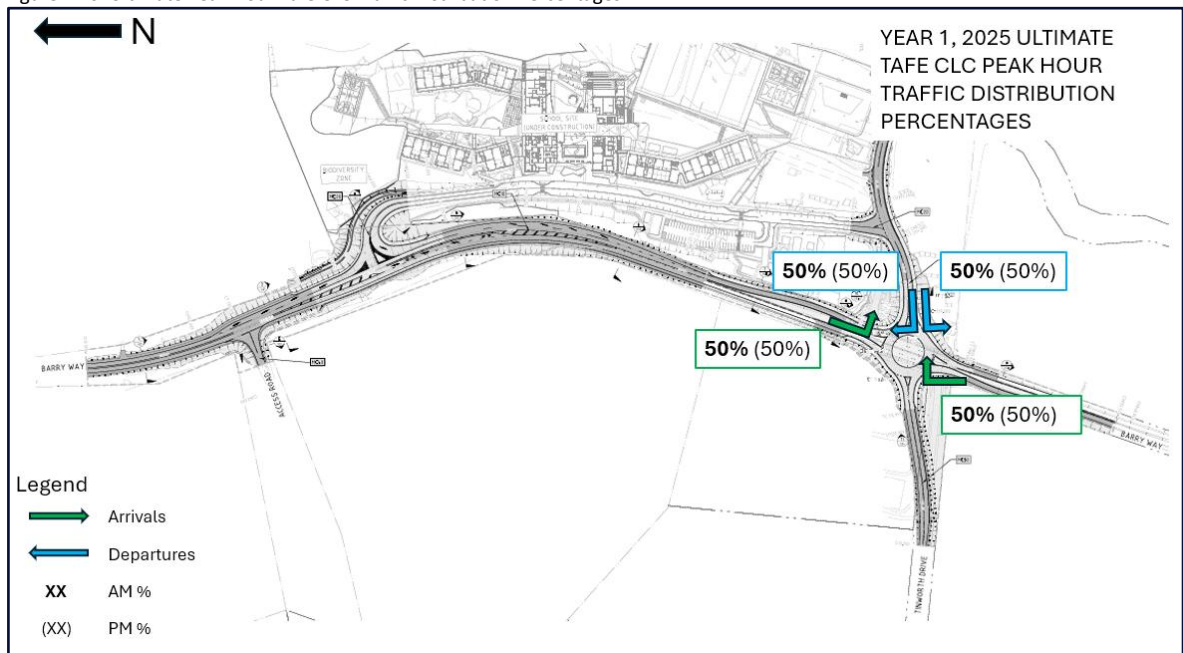 N
YEAR 1, 2025 ULTIMATE
TAFE CLC PEAK HOUR
TRAFFIC DISTRIBUTION
PERCENTAGES
SCHOOL SITE
(UNDER CONSTRUCTION)
BIODIVERSITY
ZONE
50% (50%)
50% (50%)
50% (50%)
50% (50%)
BARRY WAY
ACCESS ROAD
BARRY WAY
TINWORTH DRIVE
Legend
Arrivals
Departures
XX AM %
(XX) PM %